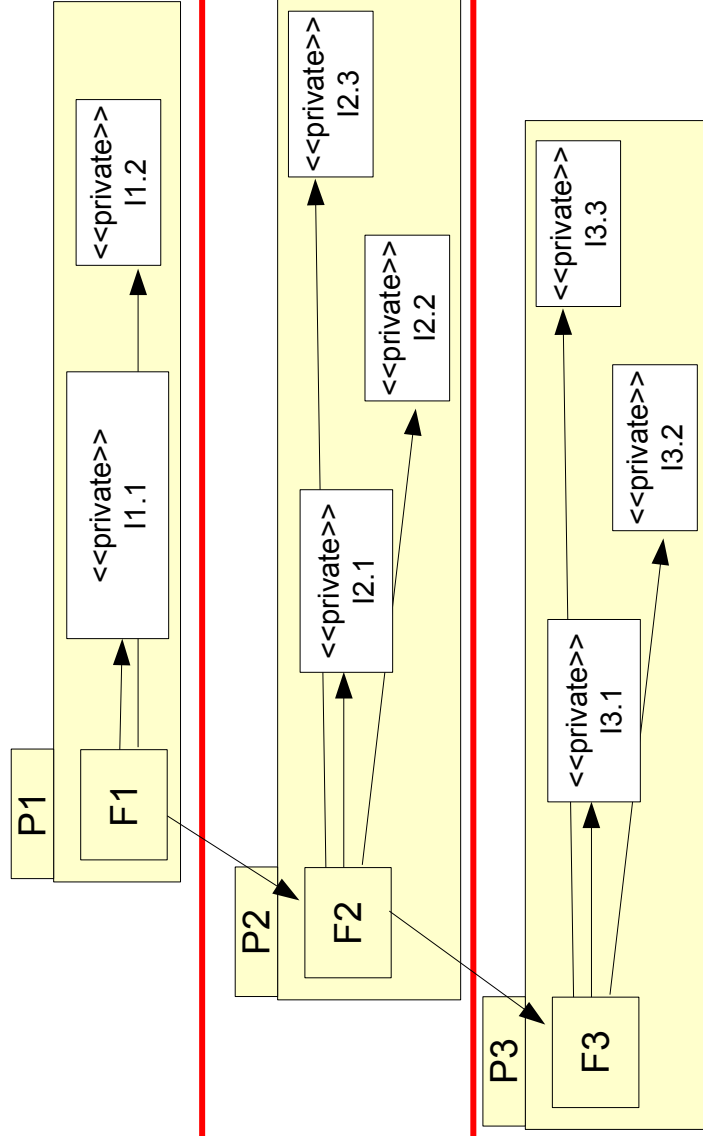 P1
F1
<<private>>
I1.1
<<private>>
I1.2
P2
F2
<<private>>
I2.1
<<private>>
I2.2
<<private>>
I2.3
P3
F3
<<private>>
I3.1
<<private>>
I3.2
<<private>>
I3.3